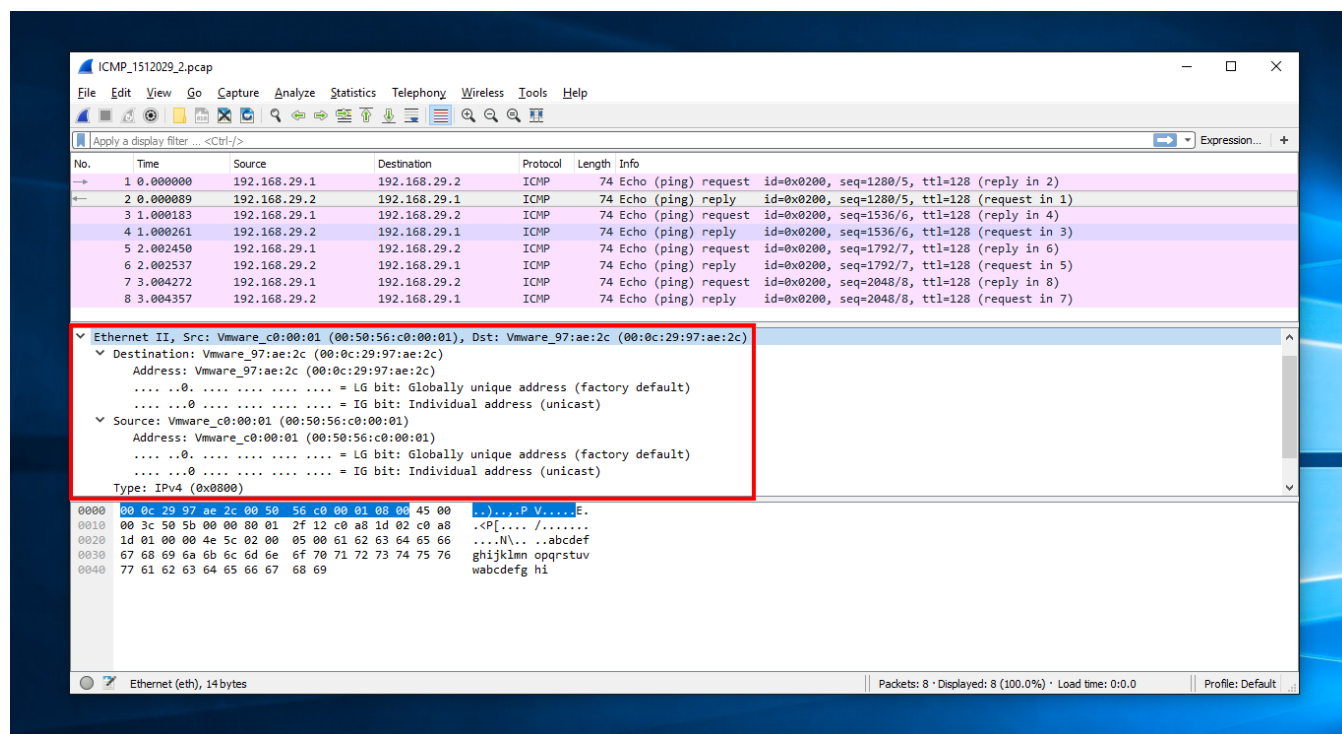 ICMP_1512029_2.pcap
File Edit View Go Capture Analyze Statistics Telephony Wireless Tools Help
Apply a display filter ... <Ctrl-/> Expression... +
No. Time Source Destination Protocol Length Info
1 0.000000 192.168.29.1 192.168.29.2 ICMP 74 Echo (ping) request id=0x0200, seq=1280/5, ttl=128 (reply in 2)
2 0.000089 192.168.29.2 192.168.29.1 ICMP 74 Echo (ping) reply id=0x0200, seq=1280/5, ttl=128 (request in 1)
3 1.000183 192.168.29.1 192.168.29.2 ICMP 74 Echo (ping) request id=0x0200, seq=1536/6, ttl=128 (reply in 4)
4 1.000261 192.168.29.2 192.168.29.1 ICMP 74 Echo (ping) reply id=0x0200, seq=1536/6, ttl=128 (request in 3)
5 2.002450 192.168.29.1 192.168.29.2 ICMP 74 Echo (ping) request id=0x0200, seq=1792/7, ttl=128 (reply in 6)
6 2.002537 192.168.29.2 192.168.29.1 ICMP 74 Echo (ping) reply id=0x0200, seq=1792/7, ttl=128 (request in 5)
7 3.004272 192.168.29.1 192.168.29.2 ICMP 74 Echo (ping) request id=0x0200, seq=2048/8, ttl=128 (reply in 8)
8 3.004357 192.168.29.2 192.168.29.1 ICMP 74 Echo (ping) reply id=0x0200, seq=2048/8, ttl=128 (request in 7)
Ethernet II, Src: Vmware_c0:00:01 (00:50:56:c0:00:01), Dst: Vmware_97:ae:2c (00:0c:29:97:ae:2c)
Destination: Vmware_97:ae:2c (00:0c:29:97:ae:2c)
Address: Vmware_97:ae:2c (00:0c:29:97:ae:2c)
.... ..0. .... .... .... .... = LG bit: Globally unique address (factory default)
.... ...0 .... .... .... .... = IG bit: Individual address (unicast)
Source: Vmware_c0:00:01 (00:50:56:c0:00:01)
Address: Vmware_c0:00:01 (00:50:56:c0:00:01)
.... ..0. .... .... .... .... = LG bit: Globally unique address (factory default)
.... ...0 .... .... .... .... = IG bit: Individual address (unicast)
Type: IPv4 (0x0800)
0000 00 0c 29 97 ae 2c 00 50 56 c0 00 01 08 00 45 00 ..)..,.P V.....E.
0010 00 3c 50 5b 00 00 80 01 2f 12 c0 a8 1d 02 c0 a8 .<P[.... /.......
0020 1d 01 00 00 4e 5c 02 00 05 00 61 62 63 64 65 66 ....N\.. ..abcdef
0030 67 68 69 6a 6b 6c 6d 6e 6f 70 71 72 73 74 75 76 ghijklmn opqrstuv
0040 77 61 62 63 64 65 66 67 68 69 wabcdefg hi
Ethernet (eth), 14 bytes Packets: 8 · Displayed: 8 (100.0%) · Load time: 0:0.0 Profile: Default